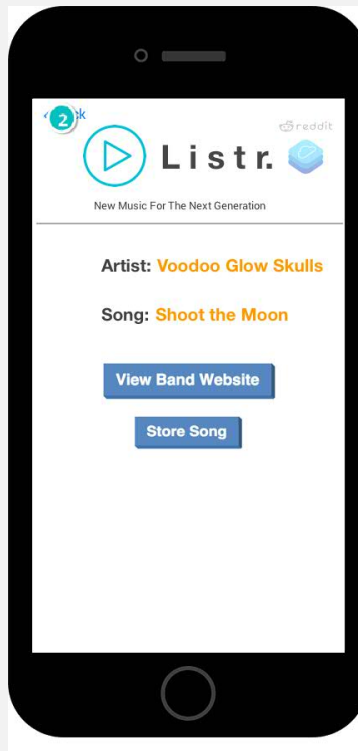 2
reddit
Listr.
New Music For The Next Generation
Artist: Voodoo Glow Skulls
Song: Shoot the Moon
View Band Website
Store Song